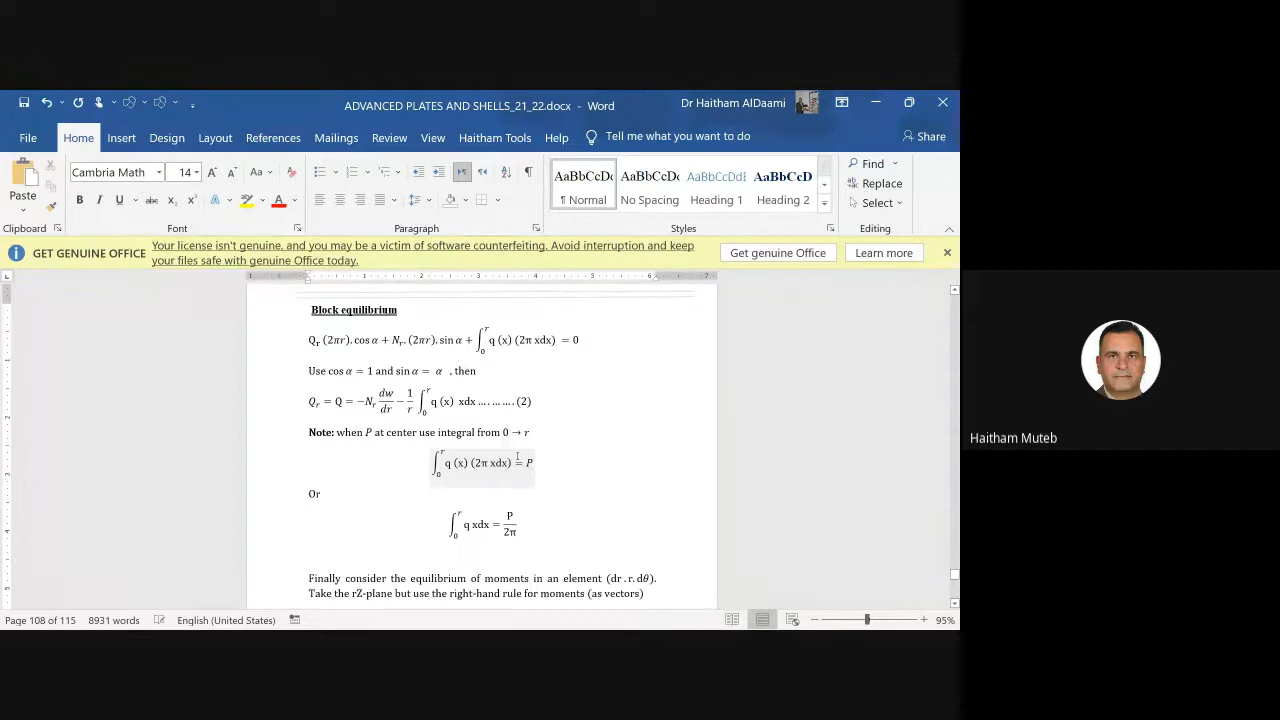 ADVANCED PLATES AND SHELLS_21_22.docx - Word
Dr Haitham AlDaami
File Home Insert Design Layout References Mailings Review View Haitham Tools Help Tell me what you want to do Share
Paste
Clipboard
Cambria Math 14
Font
Paragraph
AaBbCcDc AaBbCcDc AaBbCcDd AaBbCcD
¶ Normal No Spacing Heading 1 Heading 2
Styles
Find
Replace
Select
Editing
GET GENUINE OFFICE Your license isn't genuine, and you may be a victim of software counterfeiting. Avoid interruption and keep your files safe with genuine Office today. Get genuine Office Learn more
Block equilibrium
Qᵣ (2πr). cos α + Nᵣ. (2πr). sin α + ∫₀ʳ q (x) (2π xdx) = 0
Use cos α = 1 and sin α = α , then
Qᵣ = Q = −Nᵣ dw/dr − 1/r ∫₀ʳ q (x) xdx … . … … . (2)
Note: when P at center use integral from 0 → r
∫₀ʳ q (x) (2π xdx) = P
Or
∫₀ʳ q xdx = P/2π
Finally consider the equilibrium of moments in an element (dr . r. dθ).
Take the rZ-plane but use the right-hand rule for moments (as vectors)
Page 108 of 115 8931 words English (United States) 95%
Haitham Muteb